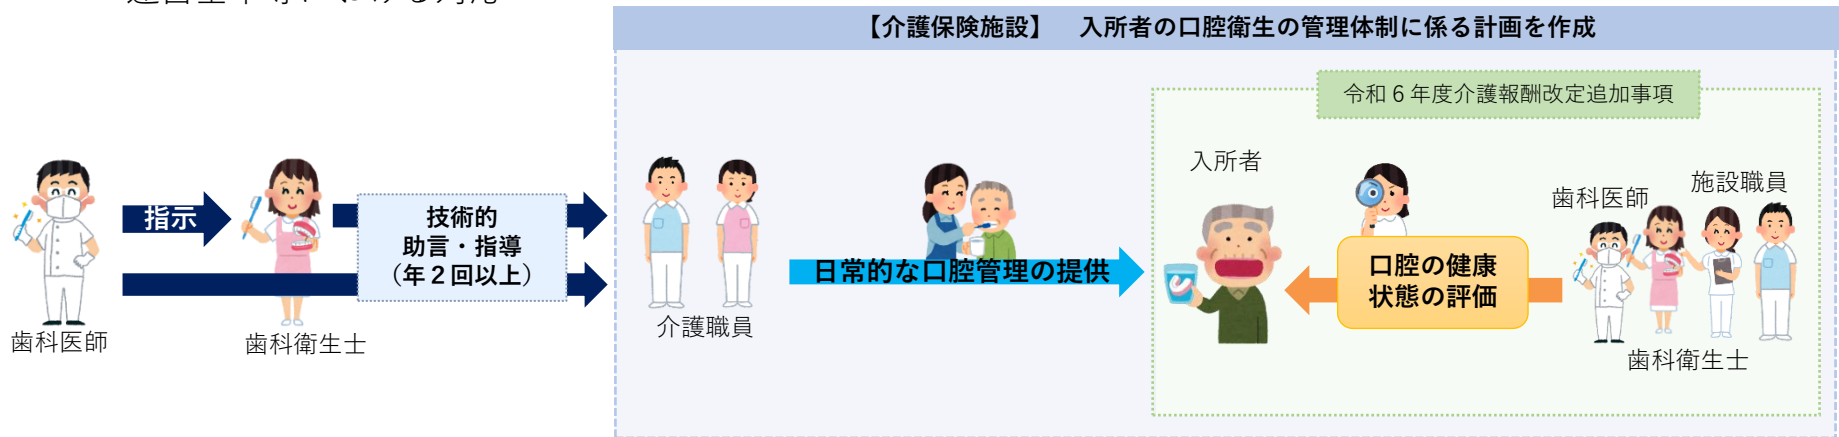 【介護保険施設】　入所者の口腔衛生の管理体制に係る計画を作成
令和６年度介護報酬改定追加事項
指示
技術的
助言・指導
（年２回以上）
歯科医師
歯科衛生士
介護職員
日常的な口腔管理の提供
入所者
口腔の健康
状態の評価
歯科医師
施設職員
歯科衛生士